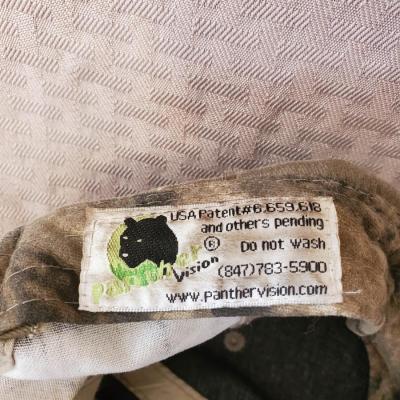 USA Patent#6,659,618
and others pending
Panther ®
Vision
Do not wash
(847)783-5900
www.panthervision.com